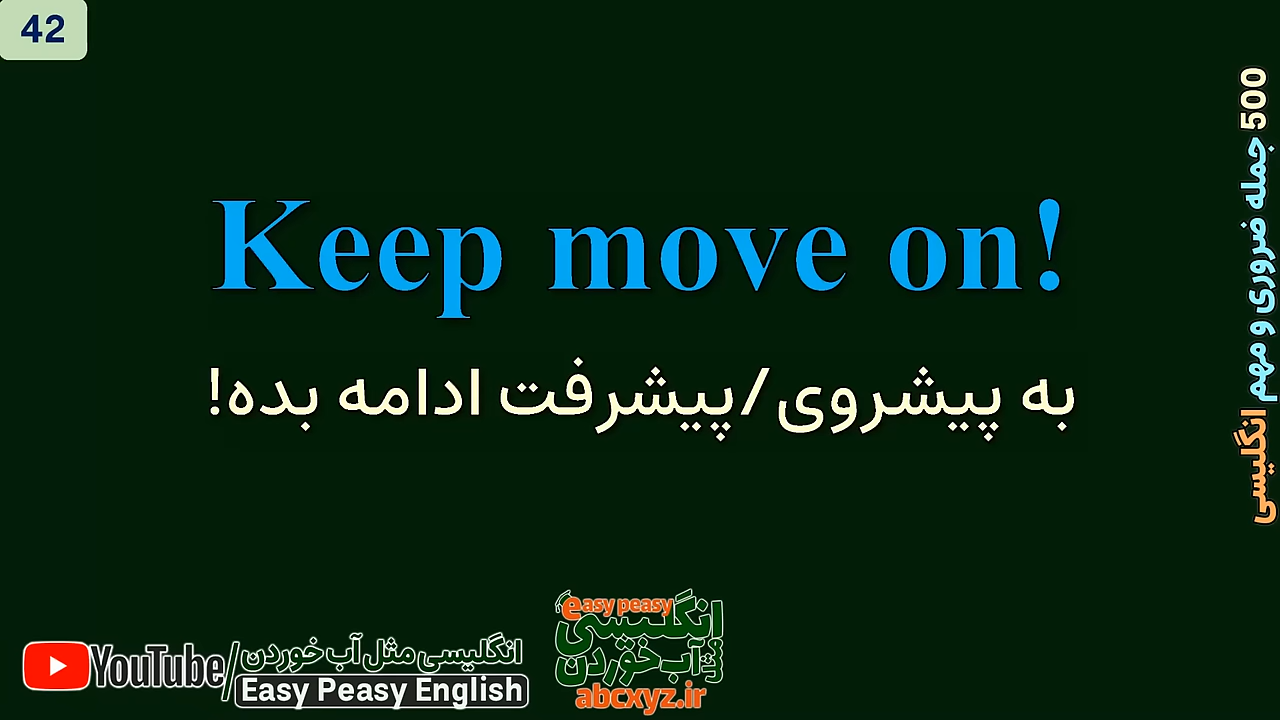 42
500 جمله ضروری و مهم انگلیسی
Keep move on!
به پیشروی/پیشرفت ادامه بده!
YouTube/انگلیسی مثل آب خوردن
Easy Peasy English
easy peasy
انگلیسی
مثل آب خوردن
abcxyz.ir